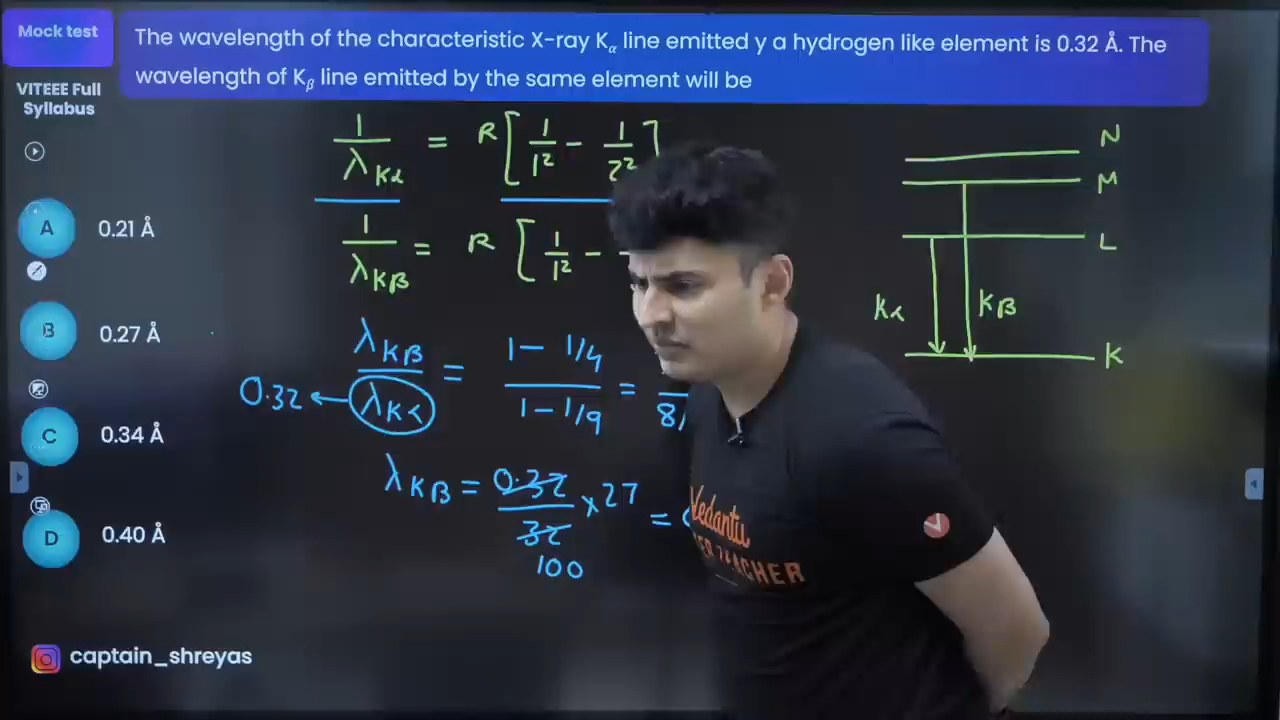 Mock test
The wavelength of the characteristic X-ray Kα line emitted y a hydrogen like element is 0.32 Å. The
wavelength of Kβ line emitted by the same element will be
VITEEE Full
Syllabus
A 0.21 Å
B 0.27 Å
C 0.34 Å
D 0.40 Å
1/λKα = R[1/1² - 1/2²]
1/λKβ = R[1/1² -
λKβ/λKα = (1 - 1/4)/(1 - 1/9) =
0.32
λKβ = 0.32/32 × 27 =
100
N
M
L
Kα Kβ
K
Vedantu
captain_shreyas